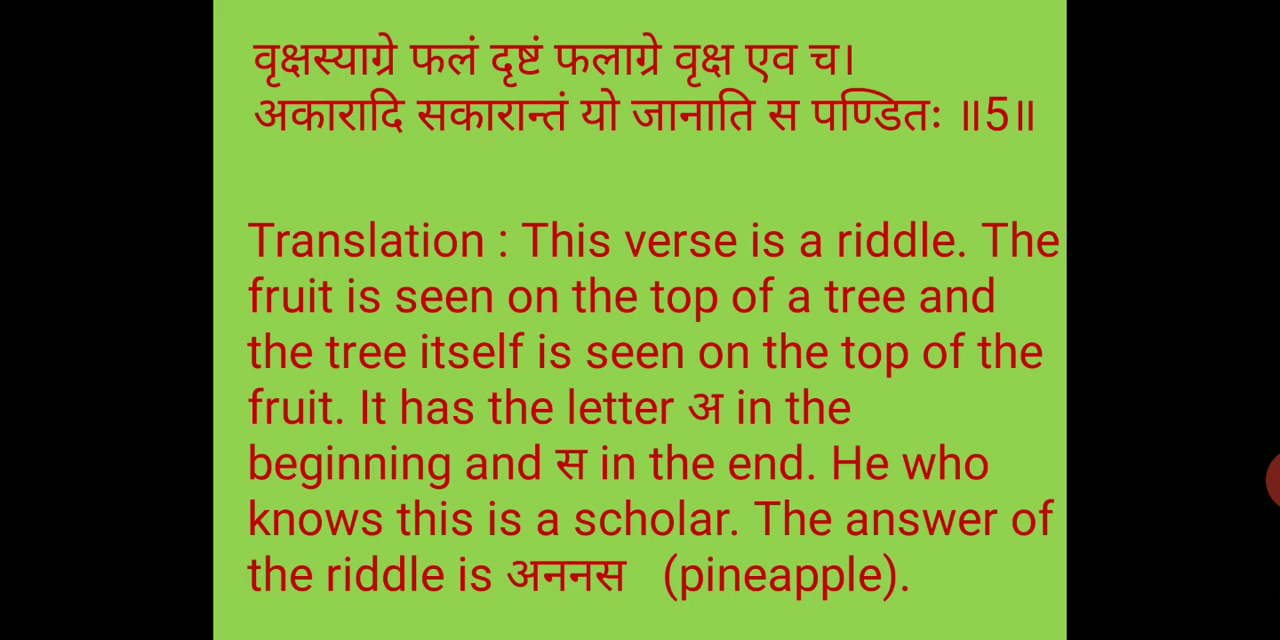 वृक्षस्याग्रे फलं दृष्टं फलाग्रे वृक्ष एव च।
अकारादि सकारान्तं यो जानाति स पण्डितः ॥5॥
Translation : This verse is a riddle. The
fruit is seen on the top of a tree and
the tree itself is seen on the top of the
fruit. It has the letter अ in the
beginning and स in the end. He who
knows this is a scholar. The answer of
the riddle is अननस (pineapple).